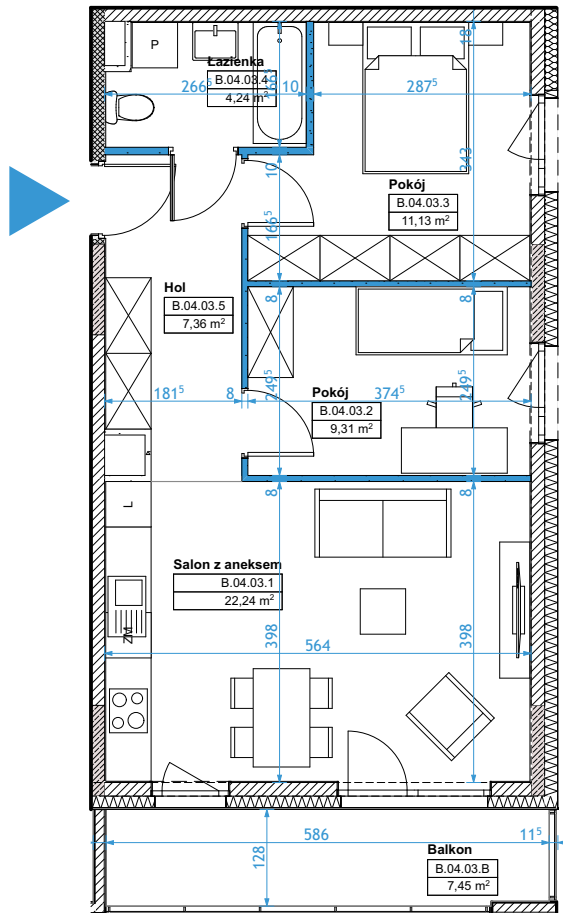 P
Łazienka
B.04.03.4
4,24 m²
266⁵
10
287⁵
18
343
166⁵
10
166⁵
Pokój
B.04.03.3
11,13 m²
Hol
B.04.03.5
7,36 m²
8
8
249⁵
249⁵
181⁵
8
374⁵
Pokój
B.04.03.2
9,31 m²
8
8
L
Salon z aneksem
B.04.03.1
22,24 m²
ZM
398
398
564
586
11⁵
128
Balkon
B.04.03.B
7,45 m²